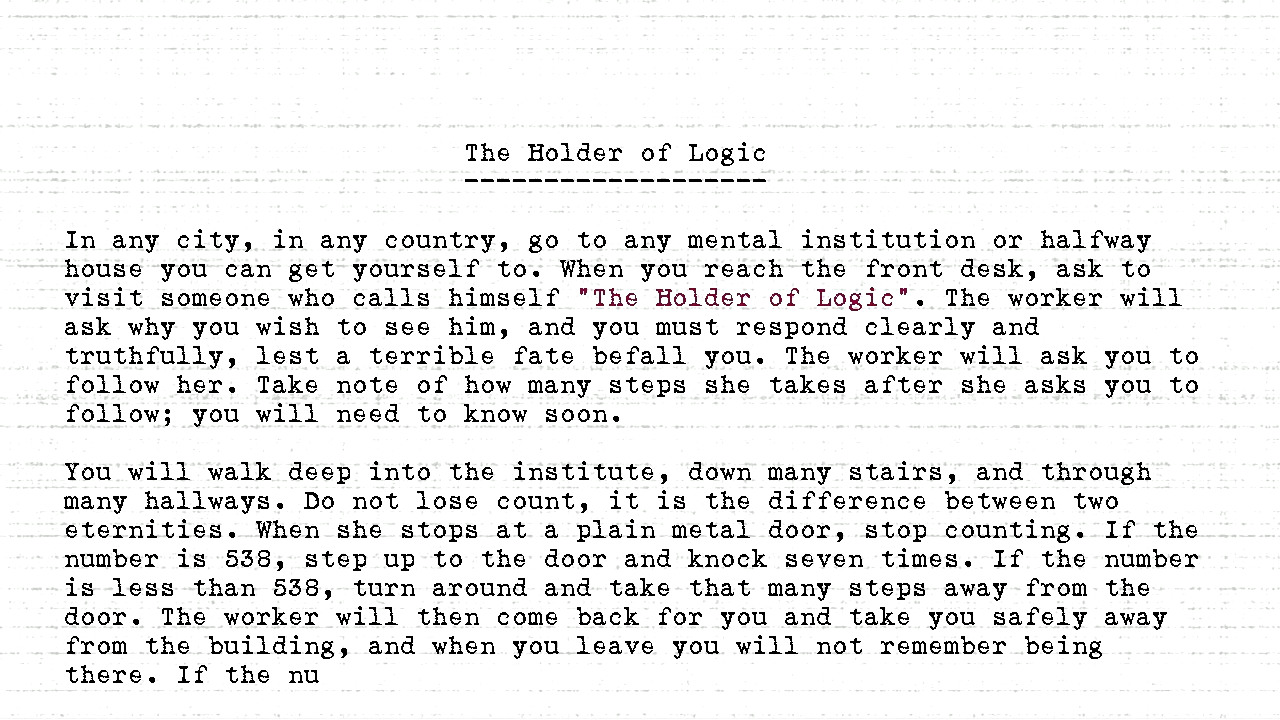 The Holder of Logic
-------------------
In any city, in any country, go to any mental institution or halfway
house you can get yourself to. When you reach the front desk, ask to
visit someone who calls himself "The Holder of Logic". The worker will
ask why you wish to see him, and you must respond clearly and
truthfully, lest a terrible fate befall you. The worker will ask you to
follow her. Take note of how many steps she takes after she asks you to
follow; you will need to know soon.
You will walk deep into the institute, down many stairs, and through
many hallways. Do not lose count, it is the difference between two
eternities. When she stops at a plain metal door, stop counting. If the
number is 538, step up to the door and knock seven times. If the number
is less than 538, turn around and take that many steps away from the
door. The worker will then come back for you and take you safely away
from the building, and when you leave you will not remember being
there. If the nu